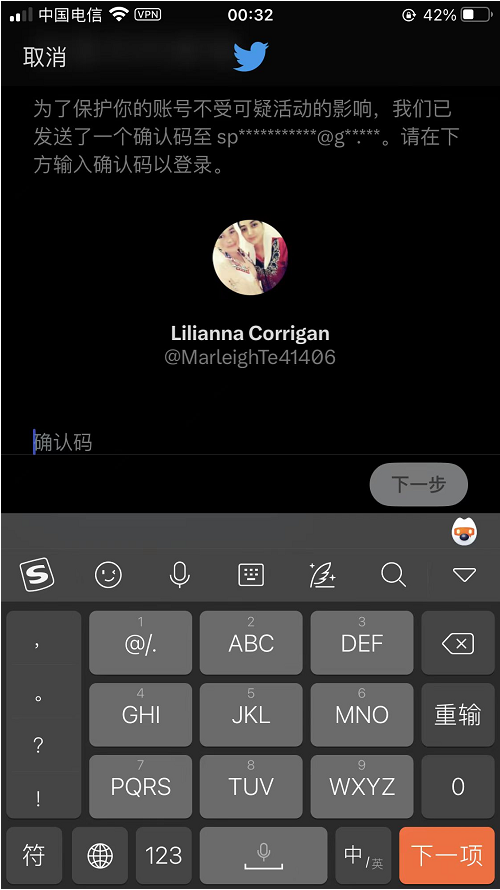 中国电信 VPN 00:32 42%
取消
为了保护你的账号不受可疑活动的影响，我们已
发送了一个确认码至 sp***********@g**.****。请在下
方输入确认码以登录。
Lilianna Corrigan
@MarleighTe41406
确认码
下一步
S
， 1 @/. 2 ABC 3 DEF
。 4 GHI 5 JKL 6 MNO 重输
？ 7 PQRS 8 TUV 9 WXYZ 0
！
符 123 中/英 下一项